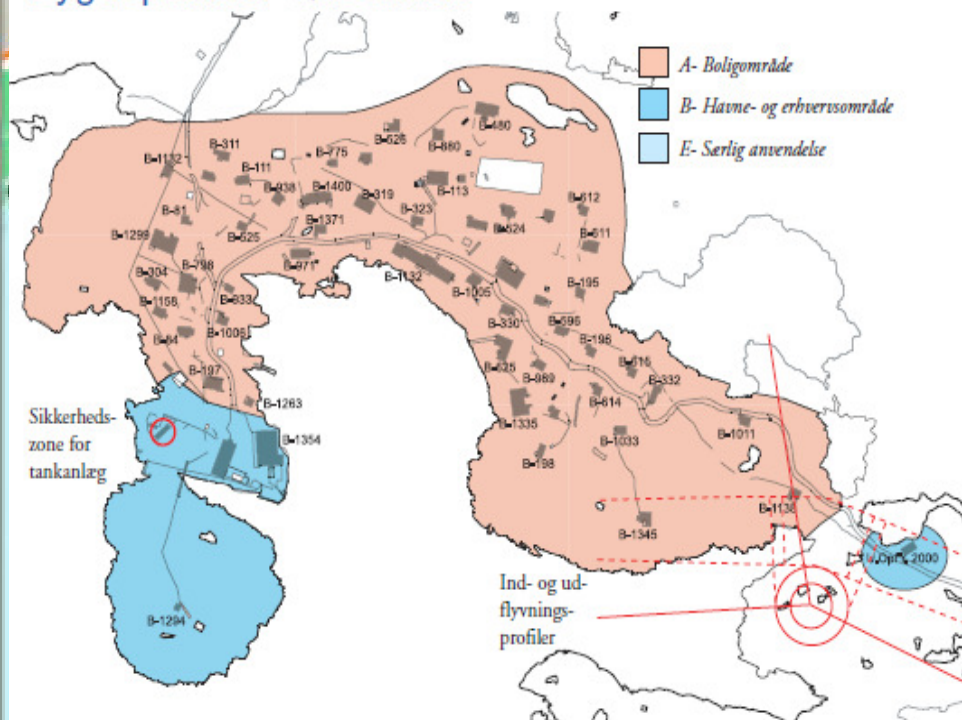 A- Boligområde
B- Havne- og erhvervsområde
E- Særlig anvendelse
B-480
B-626
B-880
B-311
B-1132
B-111
B-775
B-938
B-1400
B-319
B-113
B-323
B-612
B-81
B-1371
B-524
B-1299
B-525
B-611
B-798
B-971
B-304
B-1132
B-1005
B-195
B-933
B-1158
B-330
B-596
B-1006
B-84
B-196
B-625
B-616
B-197
B-989
B-332
B-614
B-1263
Sikkerheds-
zone for
tankanlæg
B-1335
B-1011
B-1354
B-1033
B-198
B-1138
B-1345
2000
Ind- og ud-
flyvnings-
profiler
B-1294